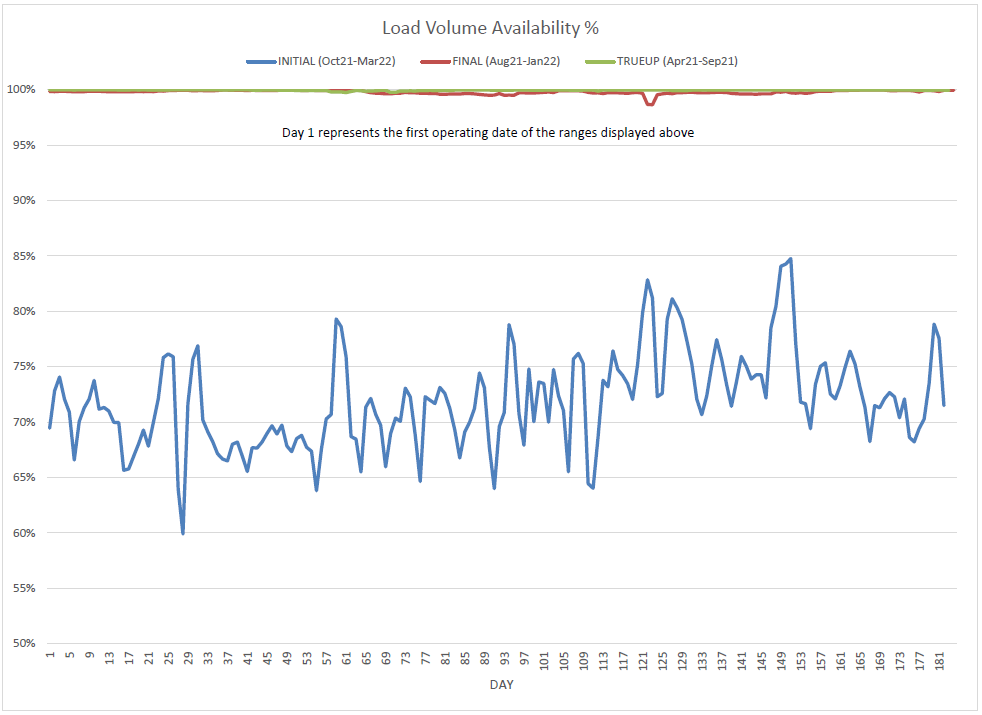 Load Volume Availability %
INITIAL (Oct21-Mar22) FINAL (Aug21-Jan22) TRUEUP (Apr21-Sep21)
100%
Day 1 represents the first operating date of the ranges displayed above
95%
90%
85%
80%
75%
70%
65%
60%
55%
50%
1 5 9 13 17 21 25 29 33 37 41 45 49 53 57 61 65 69 73 77 81 85 89 93 97 101 105 109 113 117 121 125 129 133 137 141 145 149 153 157 161 165 169 173 177 181
DAY